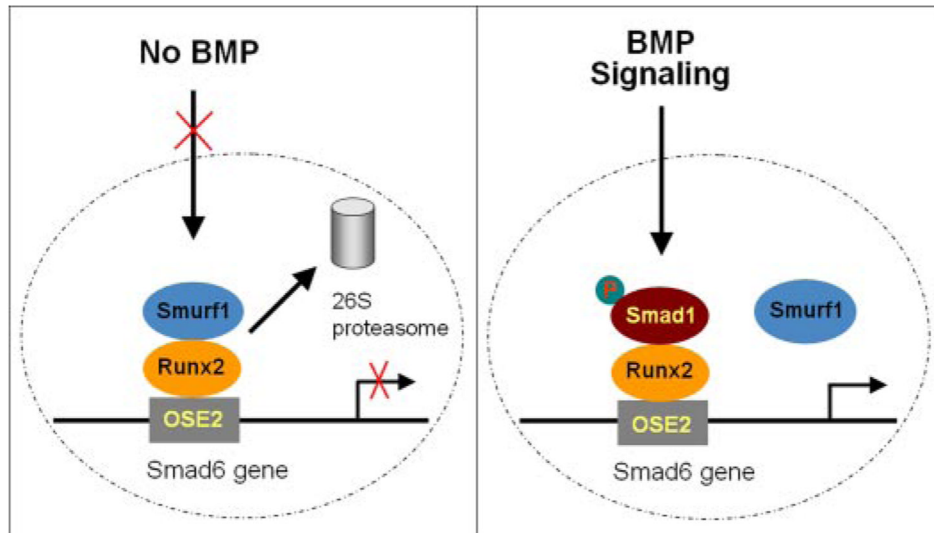 No BMP
Smurf1
Runx2
OSE2
26S
proteasome
Smad6 gene
BMP
Signaling
P
Smad1
Smurf1
Runx2
OSE2
Smad6 gene